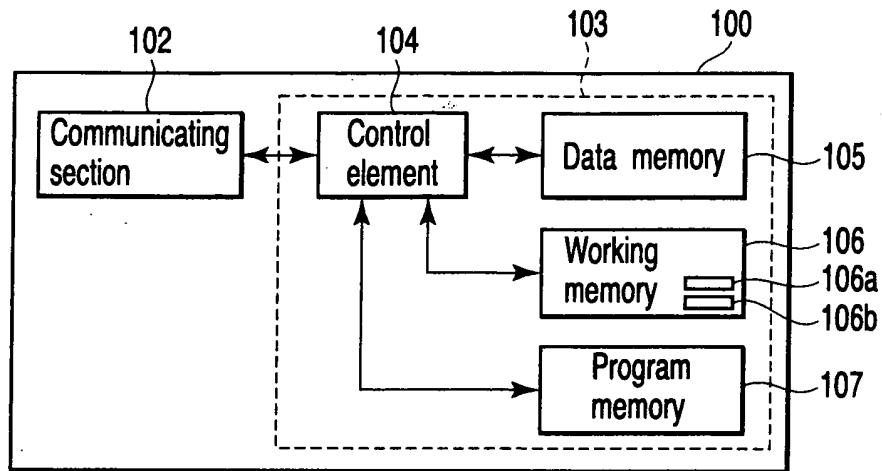 102
104
103
100
Communicating
section
Control
element
Data memory
105
Working
memory
106
106a
106b
Program
memory
107